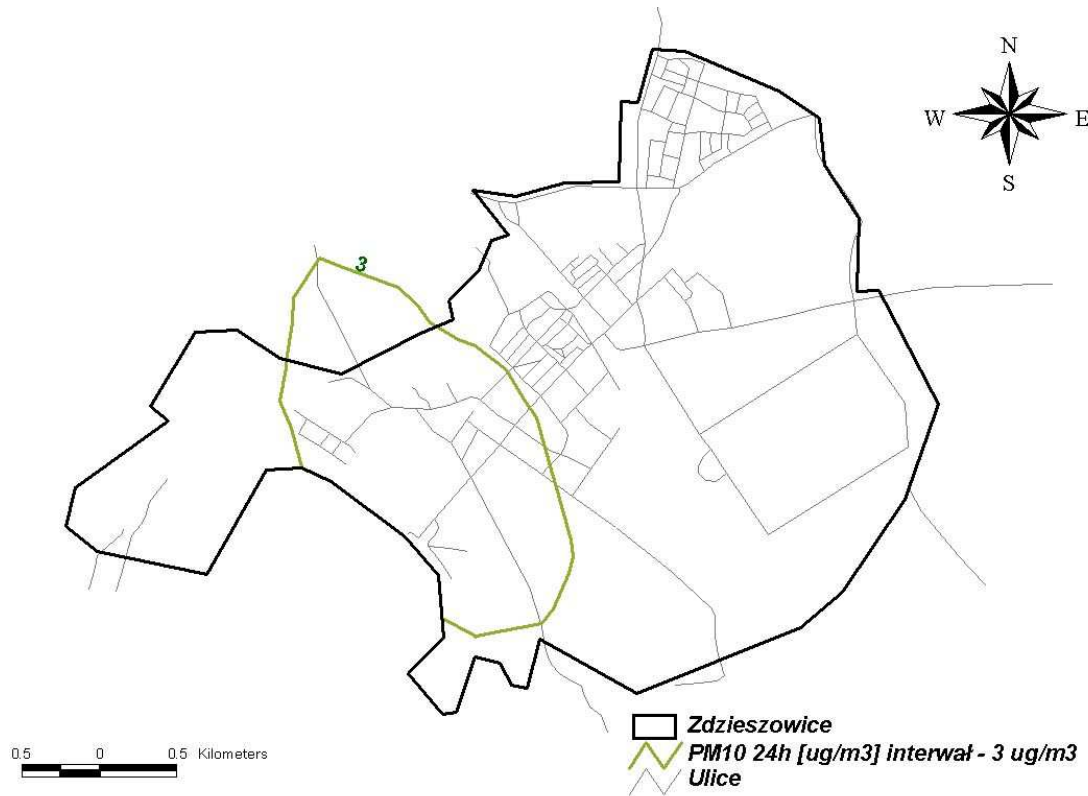 N
W E
S
3
Zdzieszowice
PM10 24h [ug/m3] interwał - 3 ug/m3
Ulice
0.5 0 0.5 Kilometers